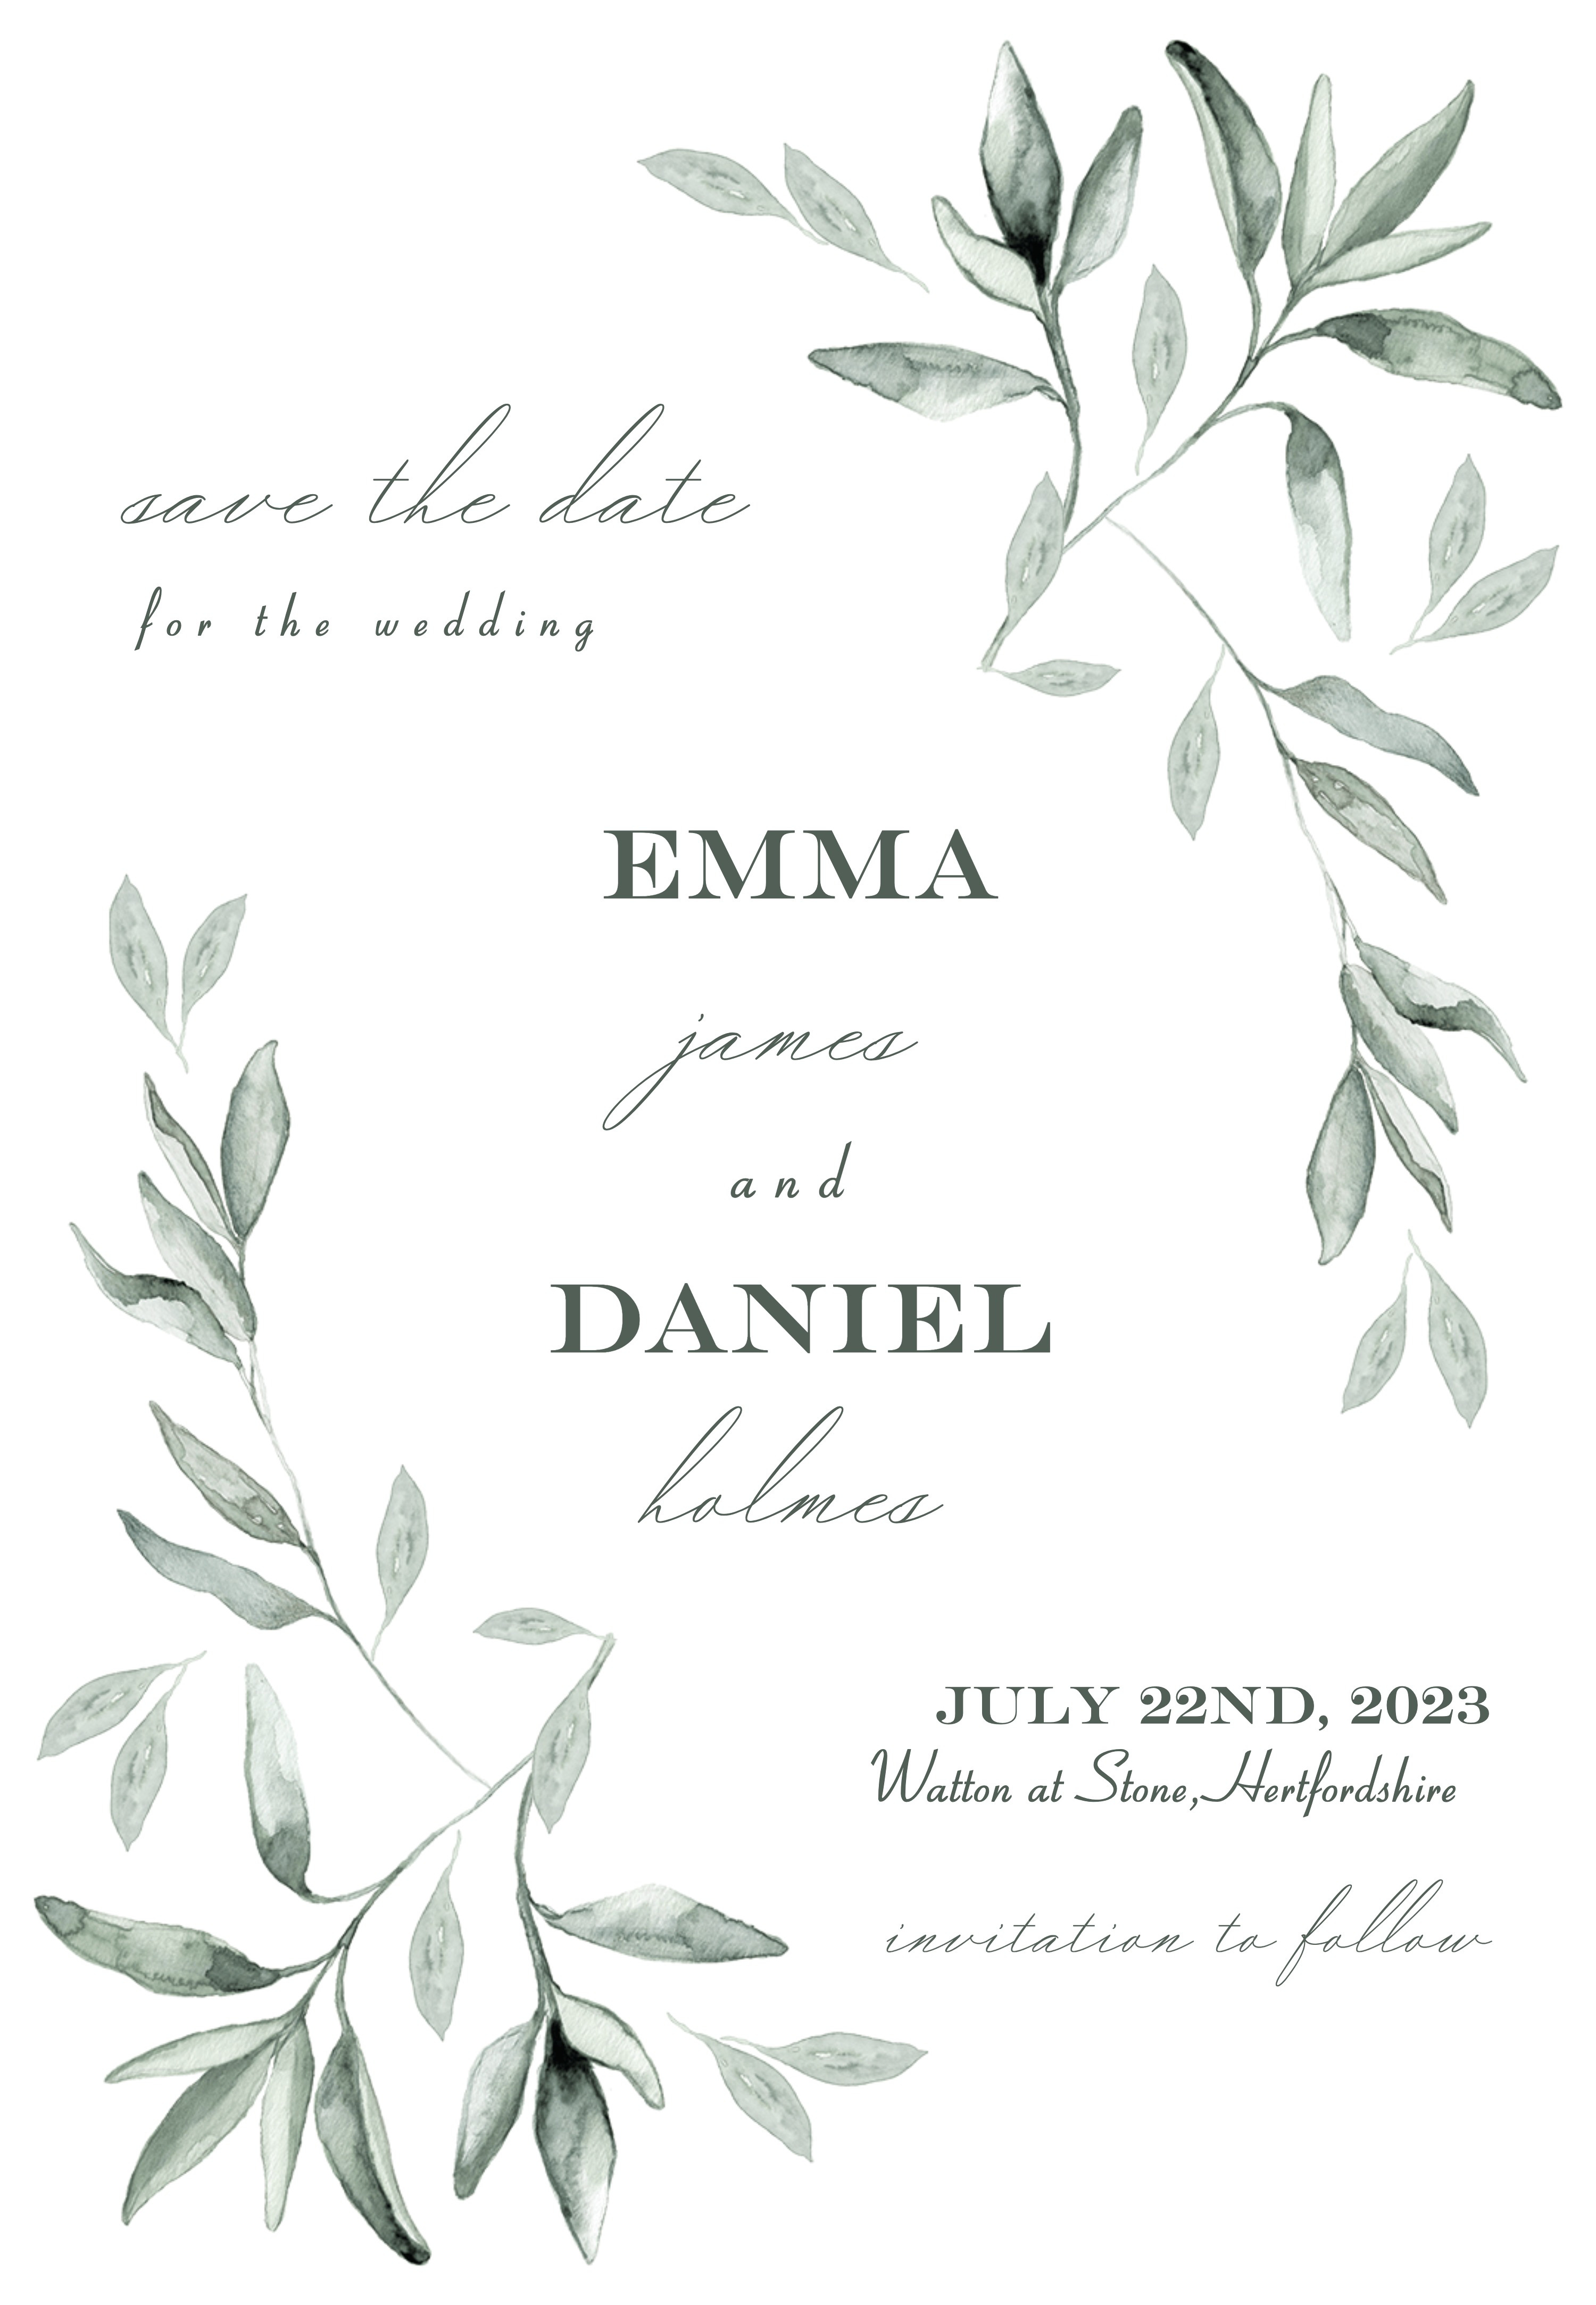 save the date
for the wedding
EMMA
james
and
DANIEL
holmes
JULY 22ND, 2023
Watton at Stone,Hertfordshire
invitation to follow